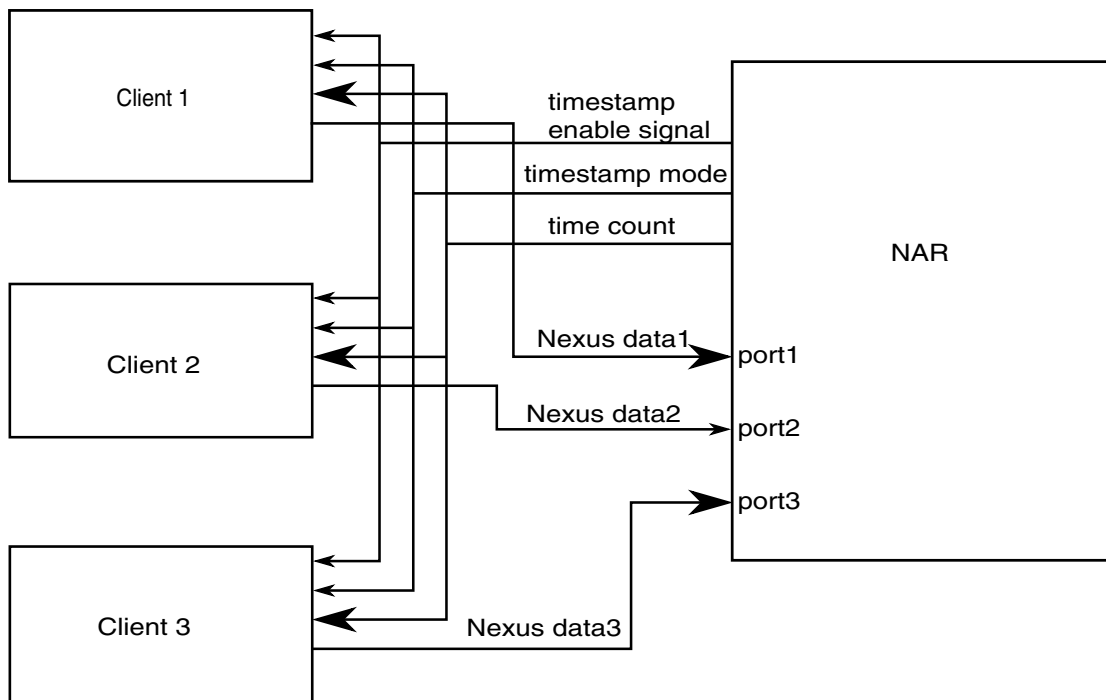 Client 1
timestamp
enable signal
timestamp mode
time count
NAR
Nexus data1
port1
Client 2
Nexus data2
port2
port3
Client 3
Nexus data3